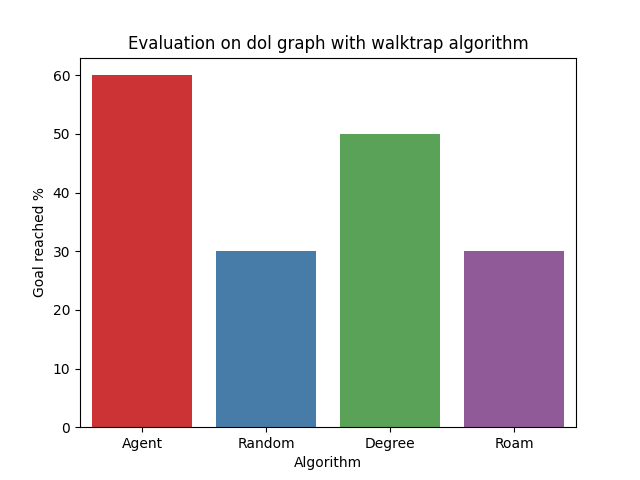 Evaluation on dol graph with walktrap algorithm
Goal reached %
60
50
40
30
20
10
0
Agent Random Degree Roam
Algorithm